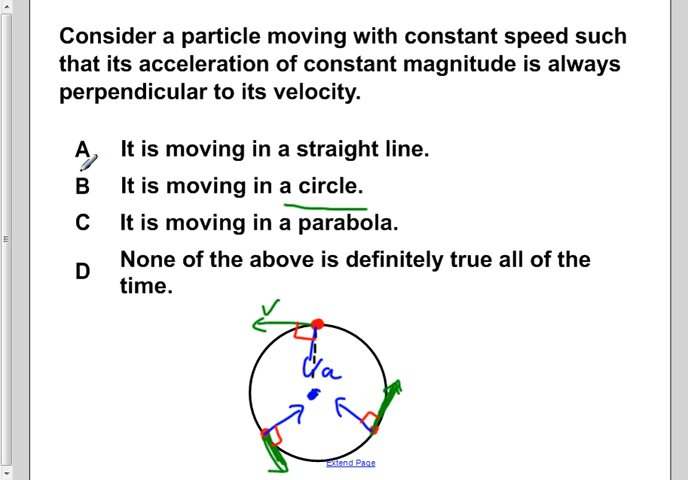 Consider a particle moving with constant speed such
that its acceleration of constant magnitude is always
perpendicular to its velocity.
A It is moving in a straight line.
B It is moving in a circle.
C It is moving in a parabola.
D None of the above is definitely true all of the
time.
V
a
Extend Page